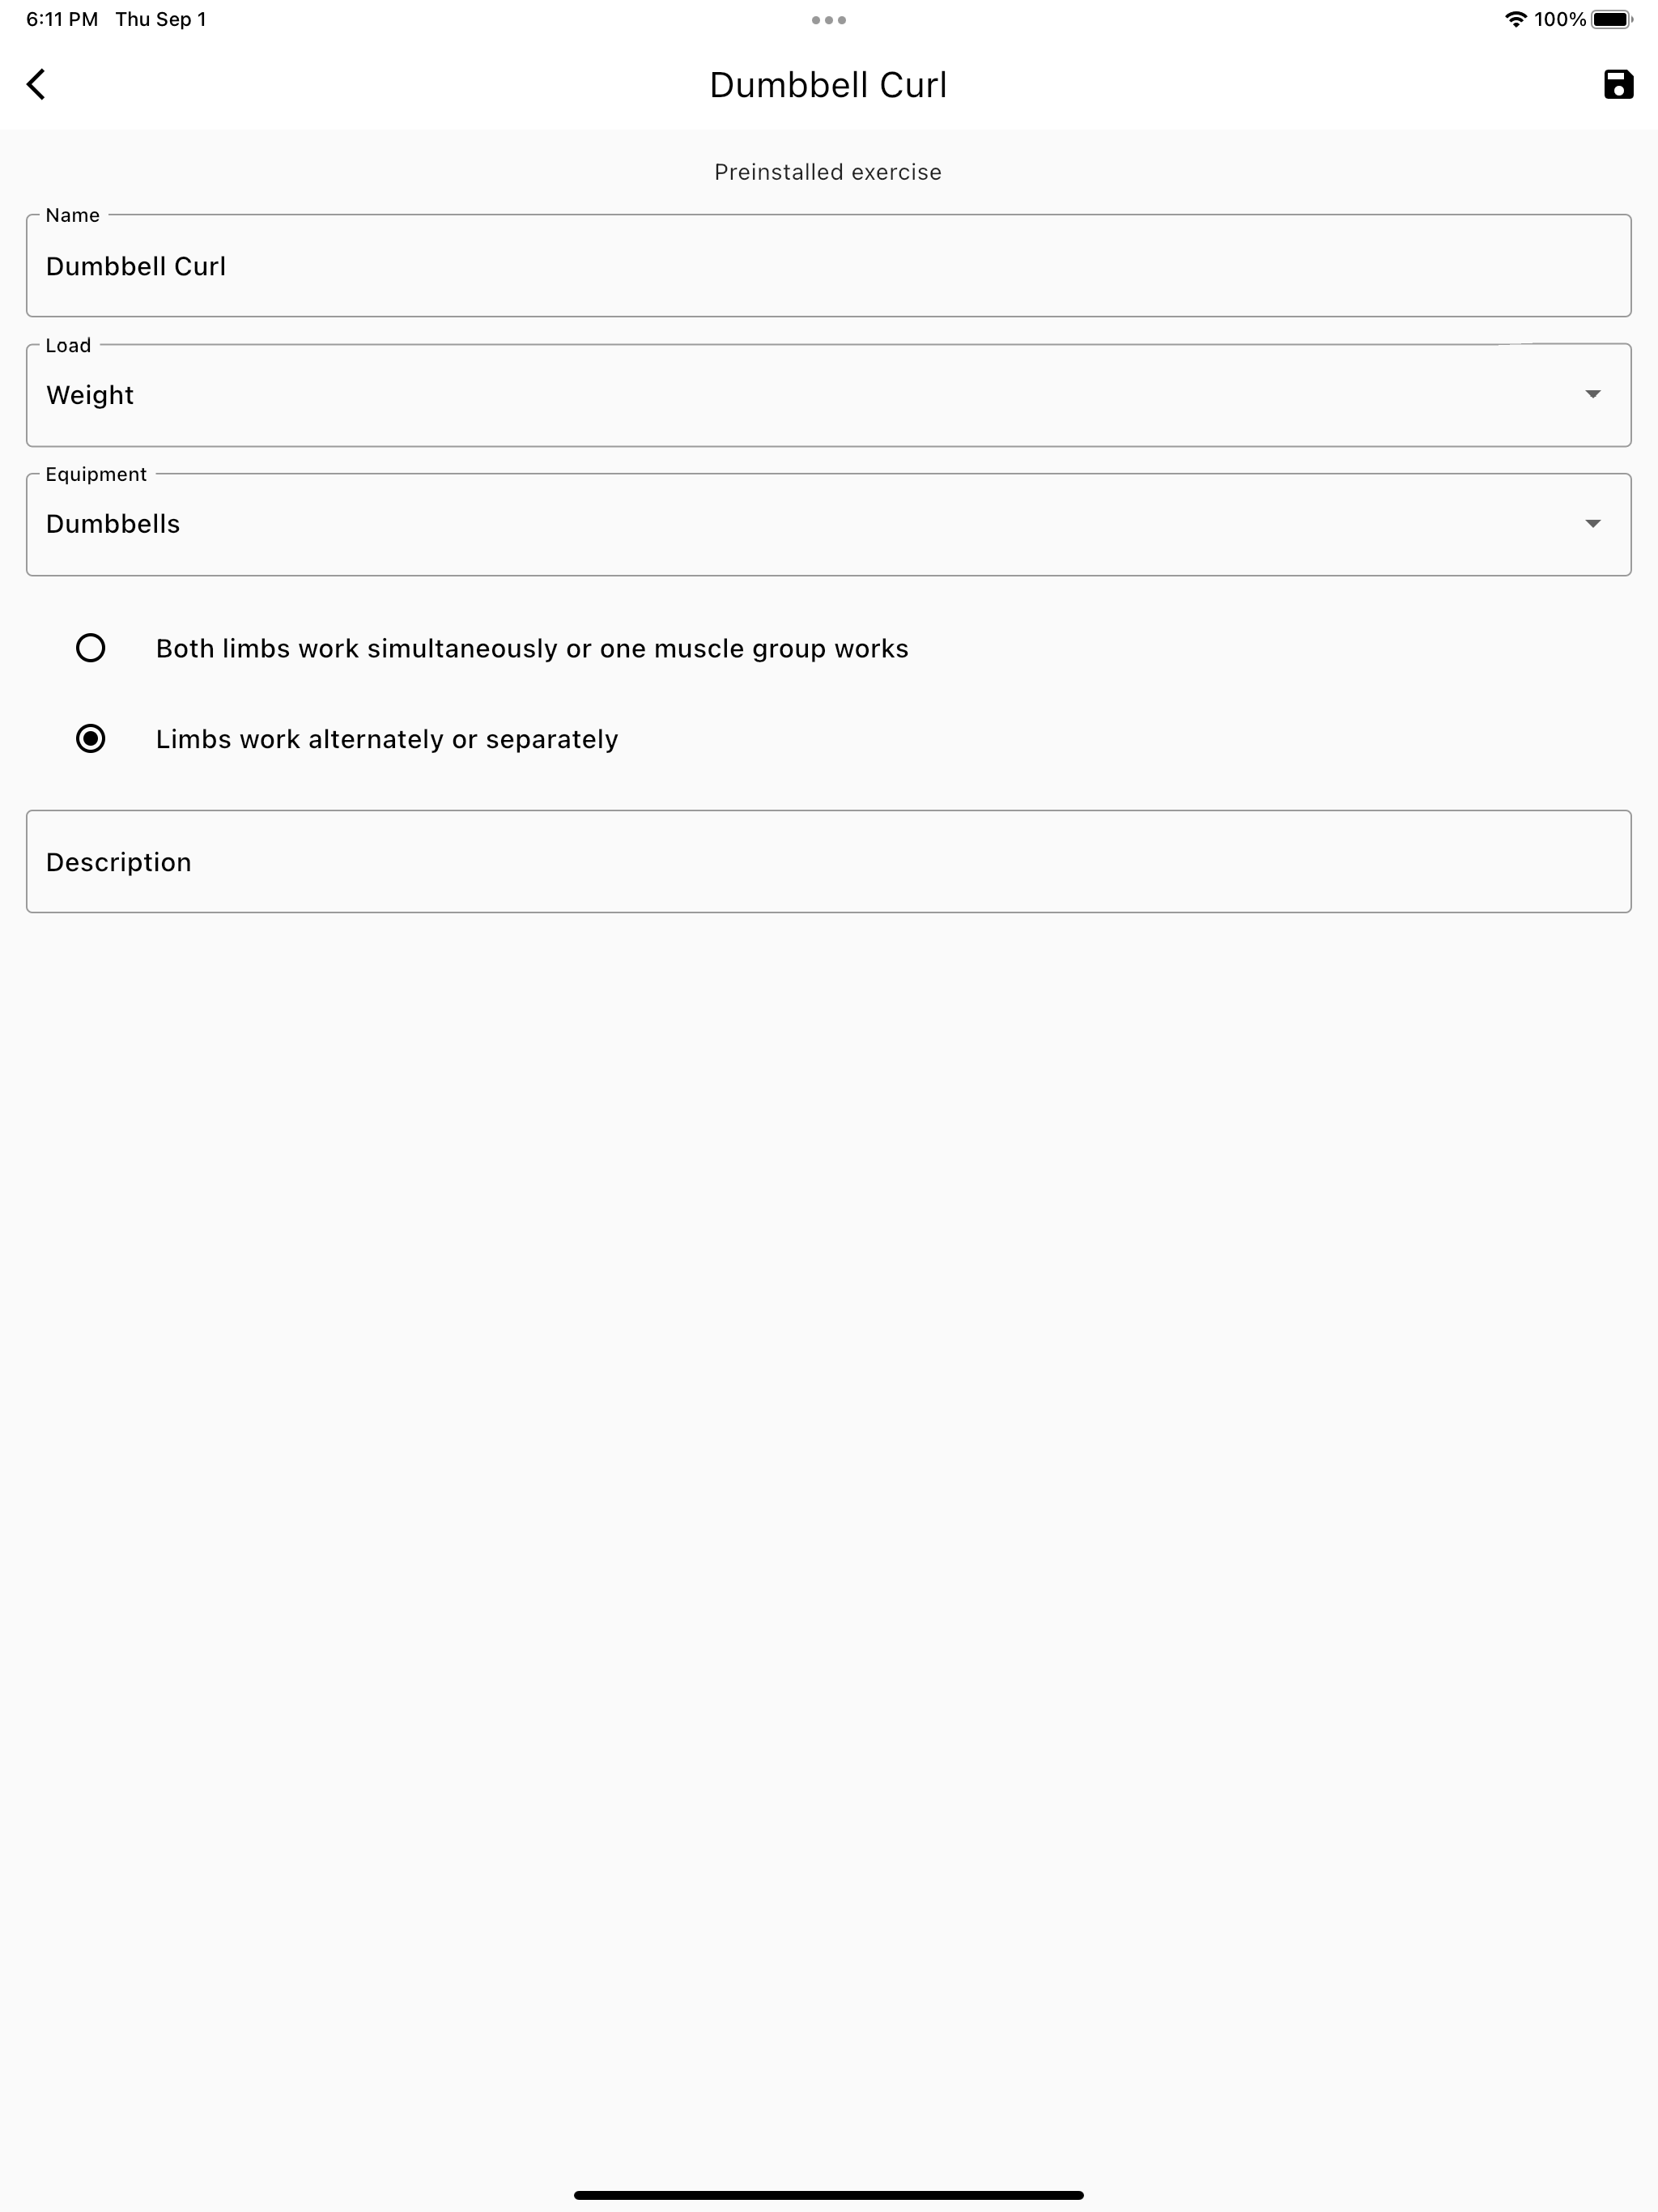 6:11 PM Thu Sep 1 100%
Dumbbell Curl
Preinstalled exercise
Name
Dumbbell Curl
Load
Weight
Equipment
Dumbbells
Both limbs work simultaneously or one muscle group works
Limbs work alternately or separately
Description